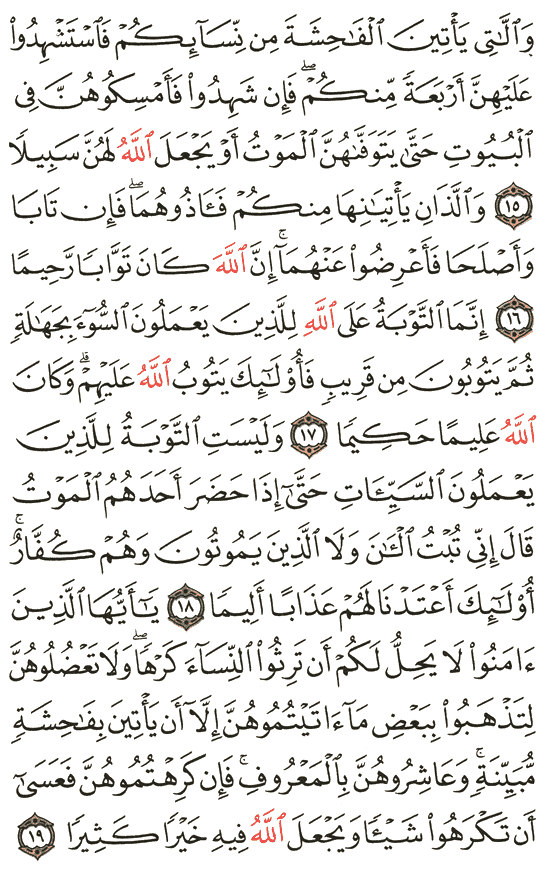 وَٱلَّٰتِى يَأْتِينَ ٱلْفَٰحِشَةَ مِن نِّسَآئِكُمْ فَٱسْتَشْهِدُوا۟
عَلَيْهِنَّ أَرْبَعَةً مِّنكُمْ ۖ فَإِن شَهِدُوا۟ فَأَمْسِكُوهُنَّ فِى
ٱلْبُيُوتِ حَتَّىٰ يَتَوَفَّىٰهُنَّ ٱلْمَوْتُ أَوْ يَجْعَلَ ٱللَّهُ لَهُنَّ سَبِيلًا
١٥ وَٱلَّذَانِ يَأْتِيَٰنِهَا مِنكُمْ فَـَٔاذُوهُمَا ۖ فَإِن تَابَا
وَأَصْلَحَا فَأَعْرِضُوا۟ عَنْهُمَآ ۗ إِنَّ ٱللَّهَ كَانَ تَوَّابًا رَّحِيمًا
١٦ إِنَّمَا ٱلتَّوْبَةُ عَلَى ٱللَّهِ لِلَّذِينَ يَعْمَلُونَ ٱلسُّوٓءَ بِجَهَٰلَةٍ
ثُمَّ يَتُوبُونَ مِن قَرِيبٍ فَأُو۟لَٰٓئِكَ يَتُوبُ ٱللَّهُ عَلَيْهِمْ ۗ وَكَانَ
ٱللَّهُ عَلِيمًا حَكِيمًا ١٧ وَلَيْسَتِ ٱلتَّوْبَةُ لِلَّذِينَ
يَعْمَلُونَ ٱلسَّيِّـَٔاتِ حَتَّىٰٓ إِذَا حَضَرَ أَحَدَهُمُ ٱلْمَوْتُ
قَالَ إِنِّى تُبْتُ ٱلْـَٰٔنَ وَلَا ٱلَّذِينَ يَمُوتُونَ وَهُمْ كُفَّارٌ ۚ
أُو۟لَٰٓئِكَ أَعْتَدْنَا لَهُمْ عَذَابًا أَلِيمًا ١٨ يَٰٓأَيُّهَا ٱلَّذِينَ
ءَامَنُوا۟ لَا يَحِلُّ لَكُمْ أَن تَرِثُوا۟ ٱلنِّسَآءَ كَرْهًا ۖ وَلَا تَعْضُلُوهُنَّ
لِتَذْهَبُوا۟ بِبَعْضِ مَآ ءَاتَيْتُمُوهُنَّ إِلَّآ أَن يَأْتِينَ بِفَٰحِشَةٍ
مُّبَيِّنَةٍ ۚ وَعَاشِرُوهُنَّ بِٱلْمَعْرُوفِ ۚ فَإِن كَرِهْتُمُوهُنَّ فَعَسَىٰٓ
أَن تَكْرَهُوا۟ شَيْـًٔا وَيَجْعَلَ ٱللَّهُ فِيهِ خَيْرًا كَثِيرًا ١٩